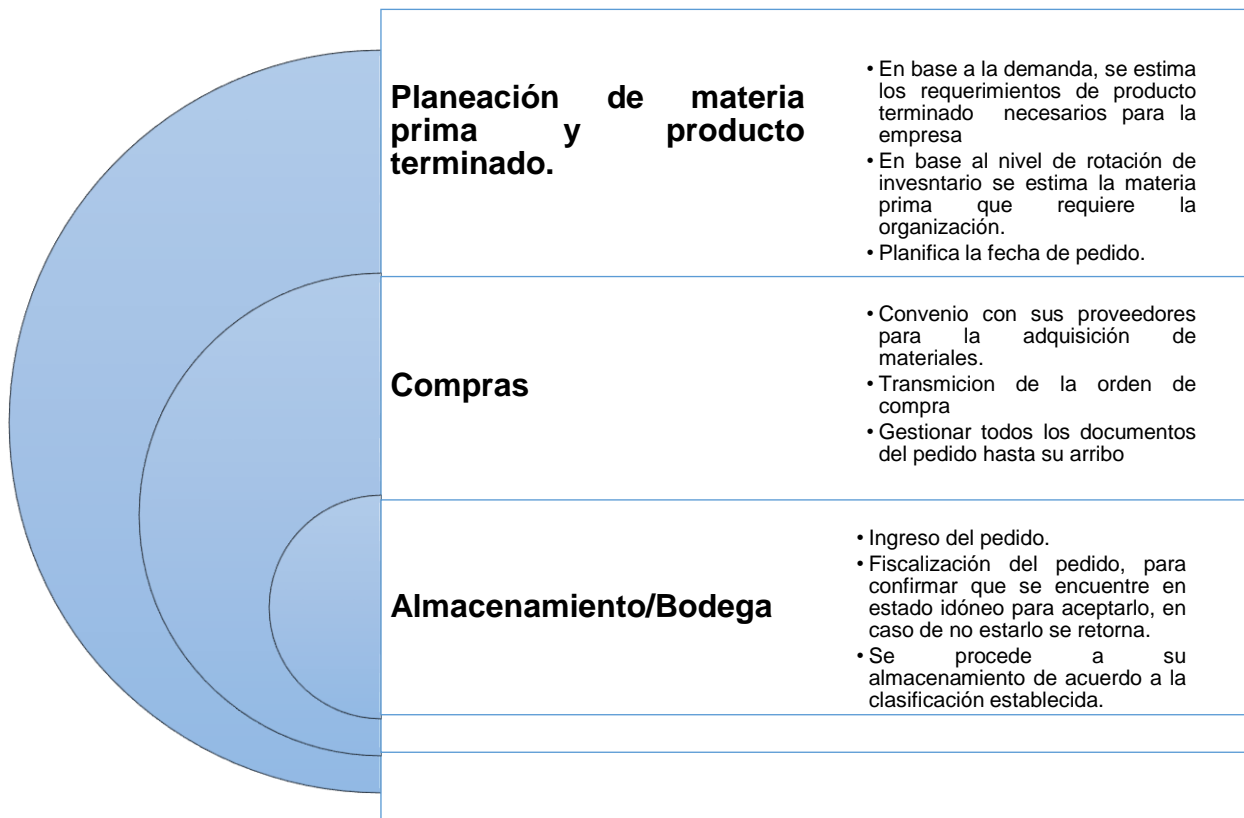 Planeación de materia
prima y producto
terminado.
• En base a la demanda, se estima
los requerimientos de producto
terminado necesarios para la
empresa
• En base al nivel de rotación de
invesntario se estima la materia
prima que requiere la
organización.
• Planifica la fecha de pedido.
Compras
• Convenio con sus proveedores
para la adquisición de
materiales.
• Transmicion de la orden de
compra
• Gestionar todos los documentos
del pedido hasta su arribo
Almacenamiento/Bodega
• Ingreso del pedido.
• Fiscalización del pedido, para
confirmar que se encuentre en
estado idóneo para aceptarlo, en
caso de no estarlo se retorna.
• Se procede a su
almacenamiento de acuerdo a la
clasificación establecida.